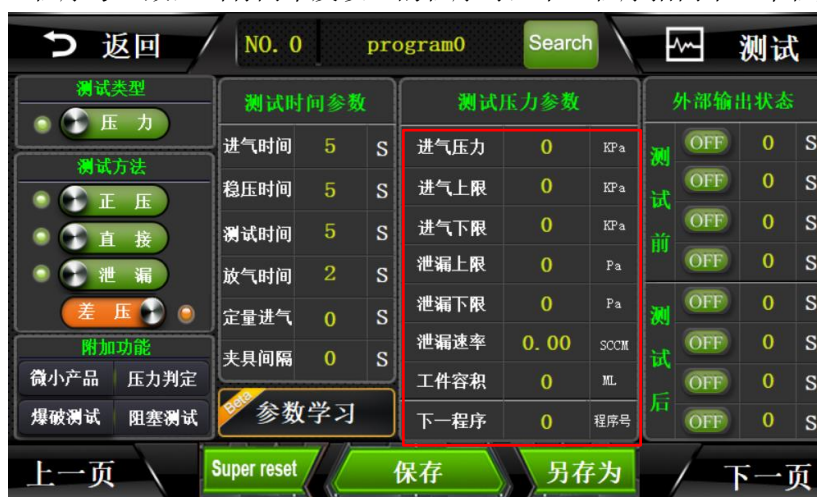 返回
NO. 0
program0
Search
测试
测试类型
压 力
测试方法
正 压
直 接
泄 漏
差 压
附加功能
微小产品 压力判定
爆破测试 阻塞测试
测试时间参数
进气时间 5 S
稳压时间 5 S
测试时间 5 S
放气时间 2 S
定量进气 0 S
夹具间隔 0 S
Beta 参数学习
测试压力参数
进气压力 0 KPa
进气上限 0 KPa
进气下限 0 KPa
泄漏上限 0 Pa
泄漏下限 0 Pa
泄漏速率 0.00 SCCM
工件容积 0 ML
下一程序 0 程序号
外部输出状态
测试前
OFF 0 S
OFF 0 S
OFF 0 S
OFF 0 S
测试后
OFF 0 S
OFF 0 S
OFF 0 S
OFF 0 S
上一页
Super reset
保存
另存为
下一页